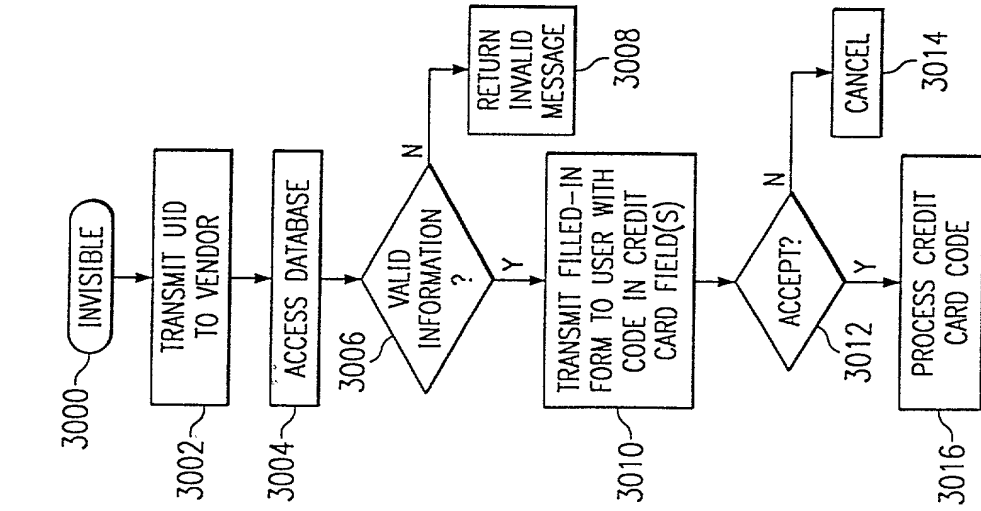 3000
INVISIBLE
3002
TRANSMIT UID
TO VENDOR
3004
ACCESS DATABASE
3006
VALID
INFORMATION
?
N
RETURN
INVALID
MESSAGE
3008
Y
3010
TRANSMIT FILLED-IN
FORM TO USER WITH
CODE IN CREDIT
CARD FIELD(S)
ACCEPT?
3012
N
CANCEL
3014
Y
3016
PROCESS CREDIT
CARD CODE